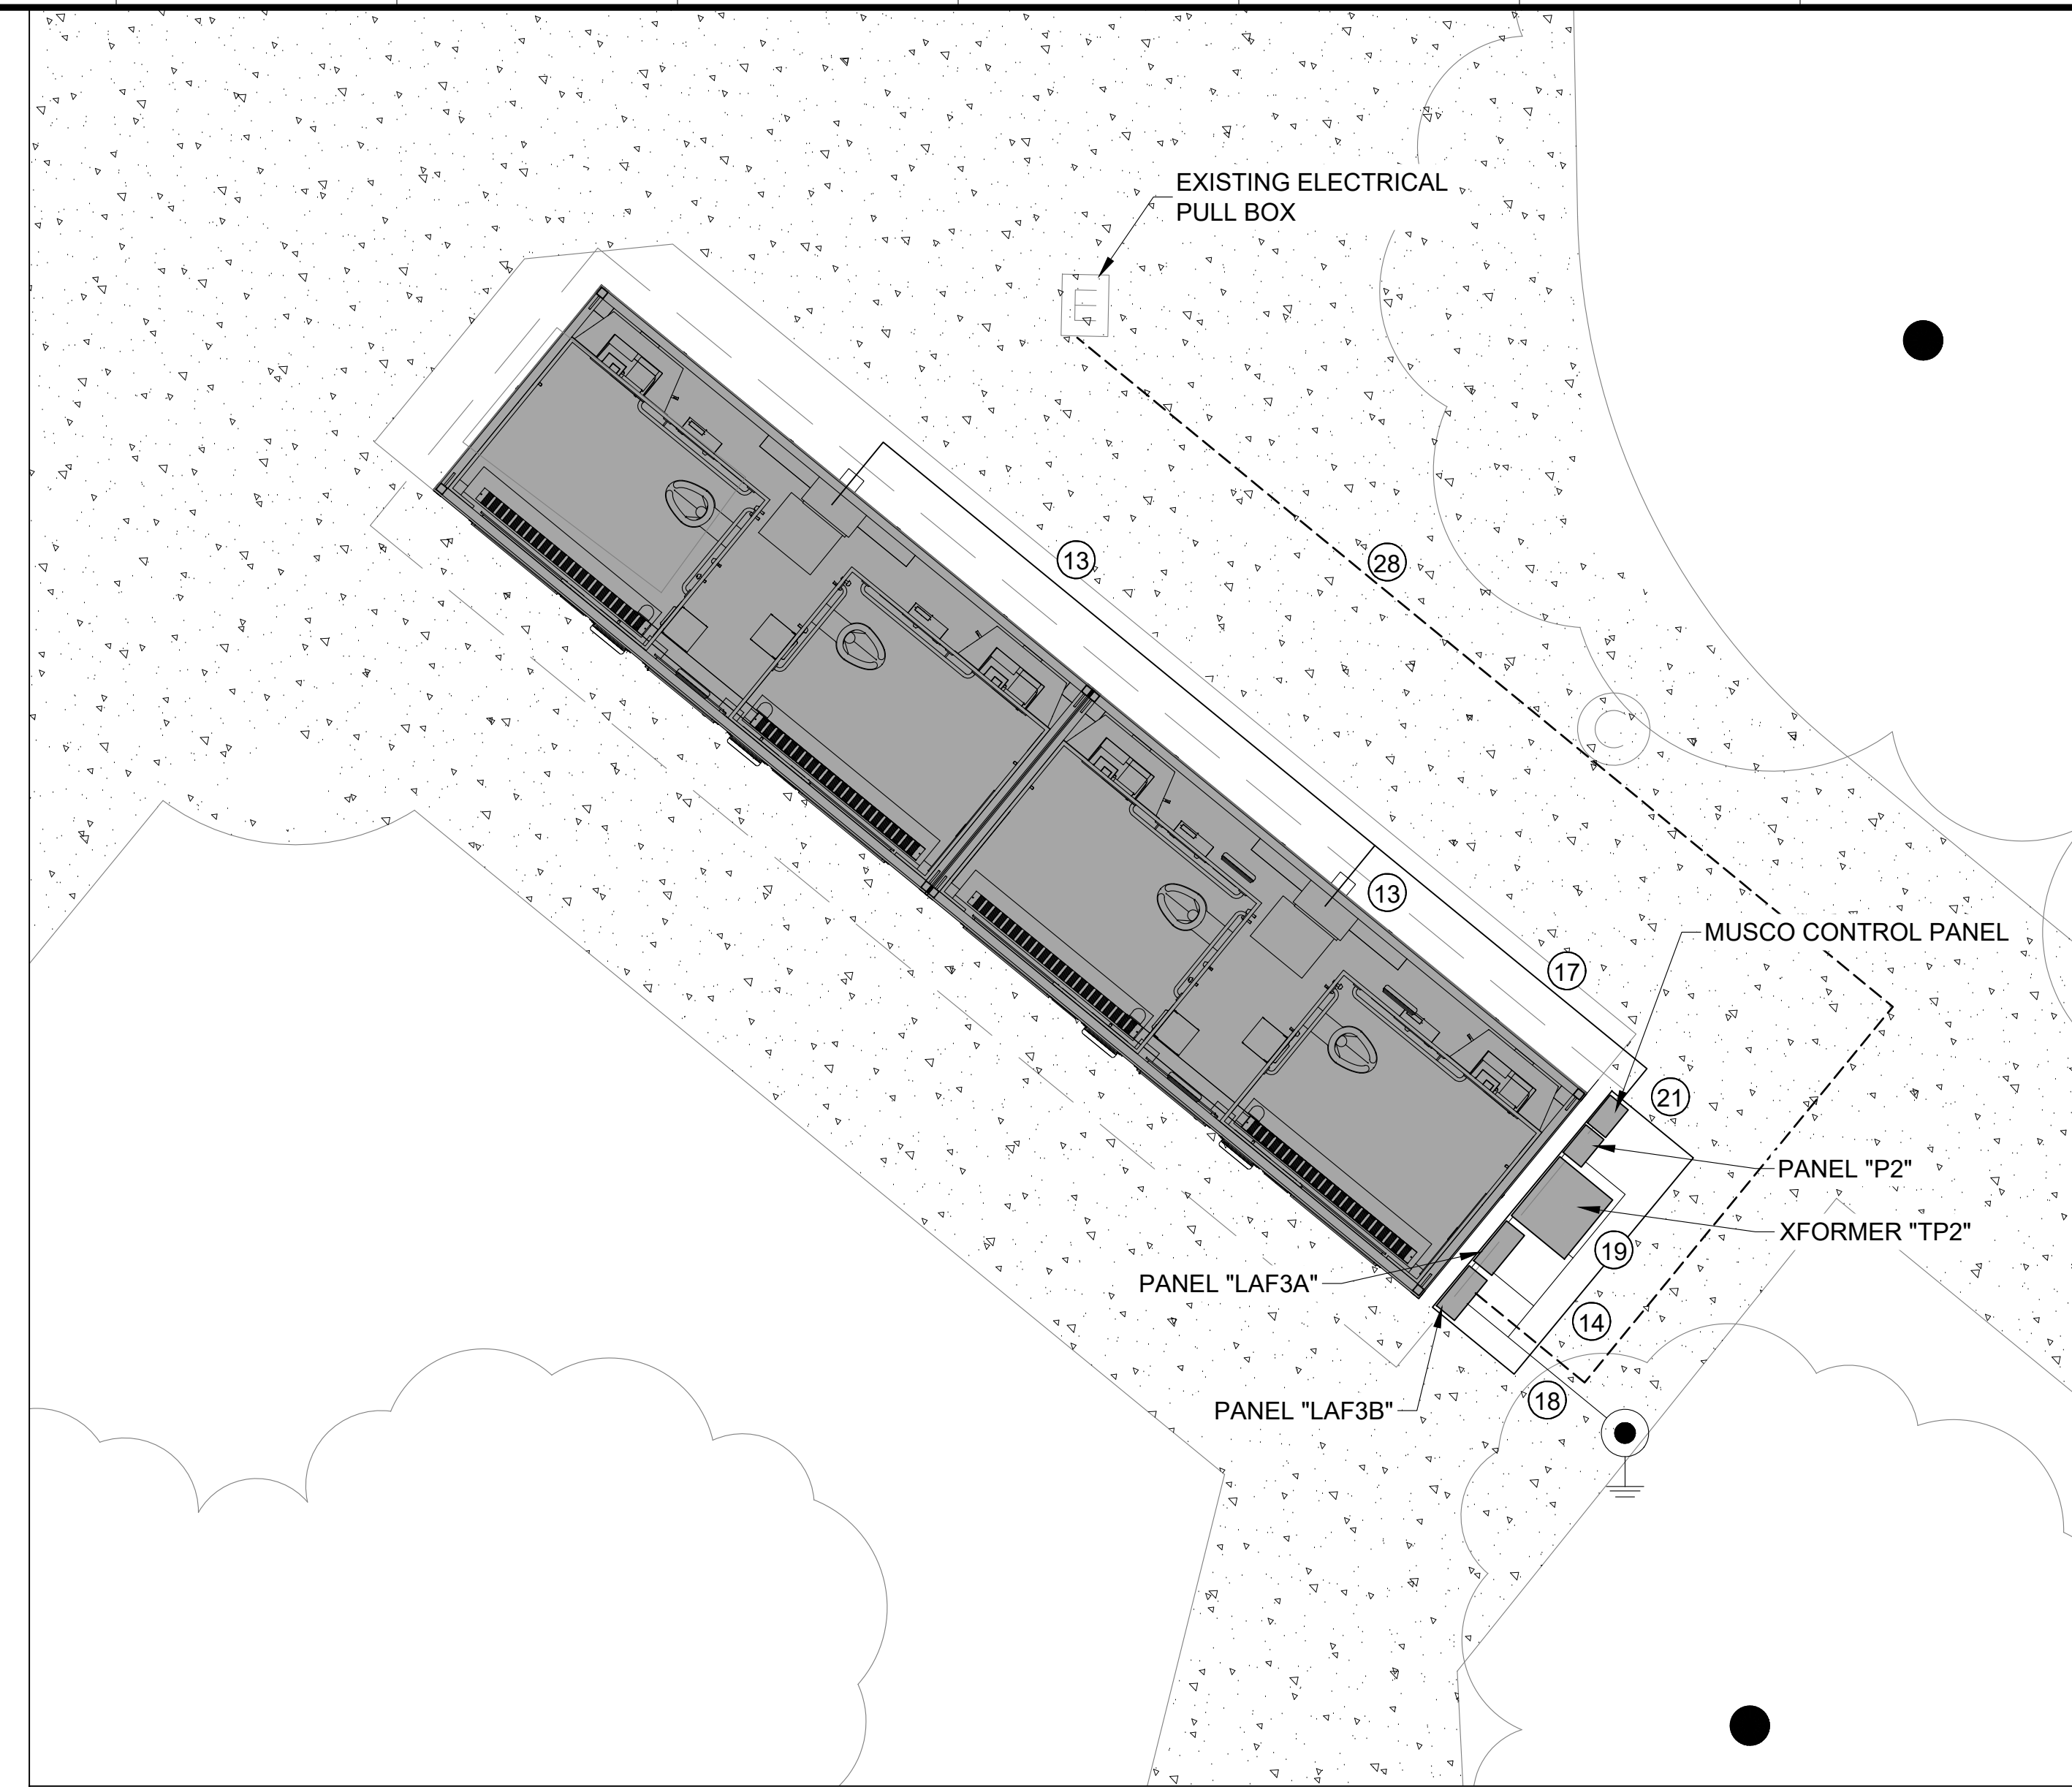 EXISTING ELECTRICAL
PULL BOX
E
13
28
C
13
MUSCO CONTROL PANEL
17
21
PANEL "P2"
XFORMER "TP2"
19
PANEL "LAF3A"
14
18
PANEL "LAF3B"